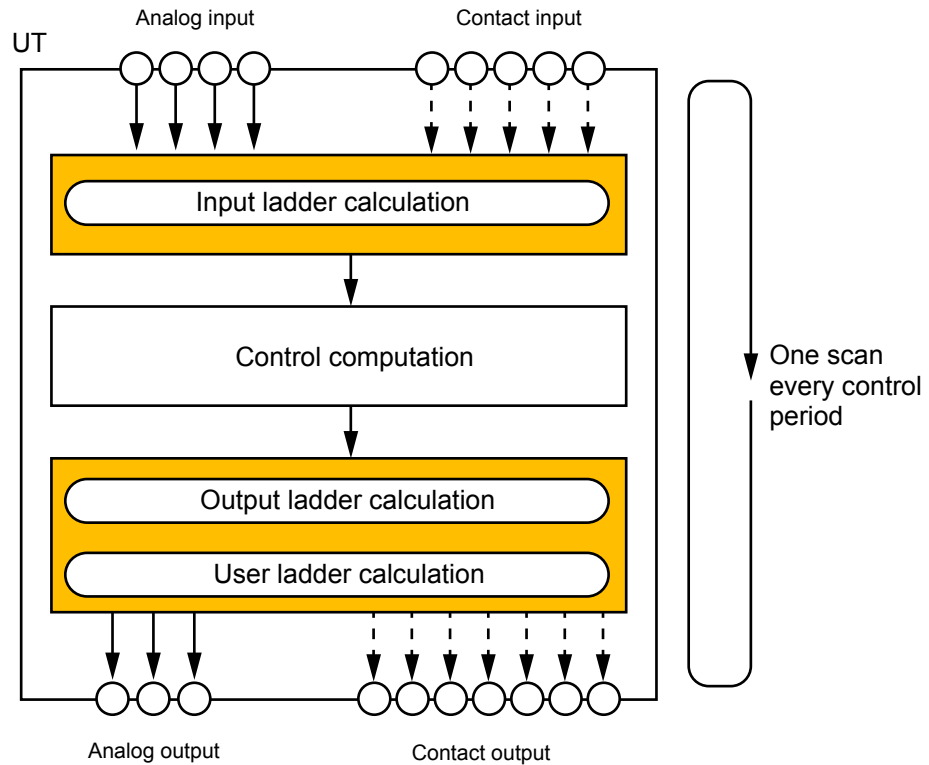 Analog input
Contact input
UT
Input ladder calculation
Control computation
One scan
every control
period
Output ladder calculation
User ladder calculation
Analog output
Contact output